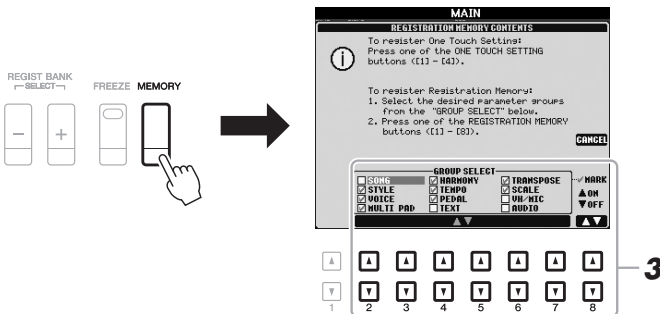 REGIST BANK
SELECT
FREEZE MEMORY
- +
MAIN
REGISTRATION MEMORY CONTENTS
To register One Touch Setting:
Press one of the ONE TOUCH SETTING
buttons ([1] - [4]).
To register Registration Memory:
1. Select the desired parameter groups
from the "GROUP SELECT" below.
2. Press one of the REGISTRATION MEMORY
buttons ([1] - [8]).
CANCEL
GROUP SELECT
SONG HARMONY TRANSPOSE
STYLE TEMPO SCALE
VOICE PEDAL VH/MIC
MULTI PAD TEXT AUDIO
MARK
▲ON
▼OFF
3
1 2 3 4 5 6 7 8